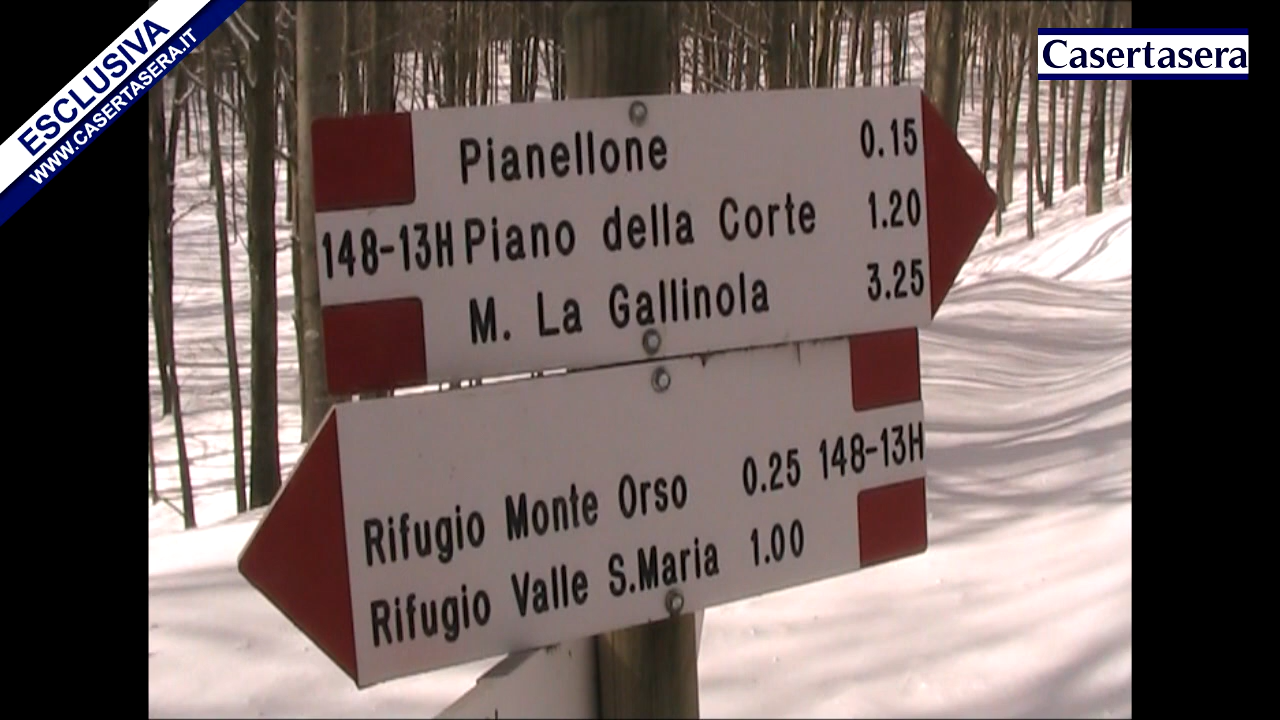 ESCLUSIVA
WWW.CASERTASERA.IT
Casertasera
Pianellone 0.15
148-13H Piano della Corte 1.20
M. La Gallinola 3.25
Rifugio Monte Orso 0.25 148-13H
Rifugio Valle S.Maria 1.00